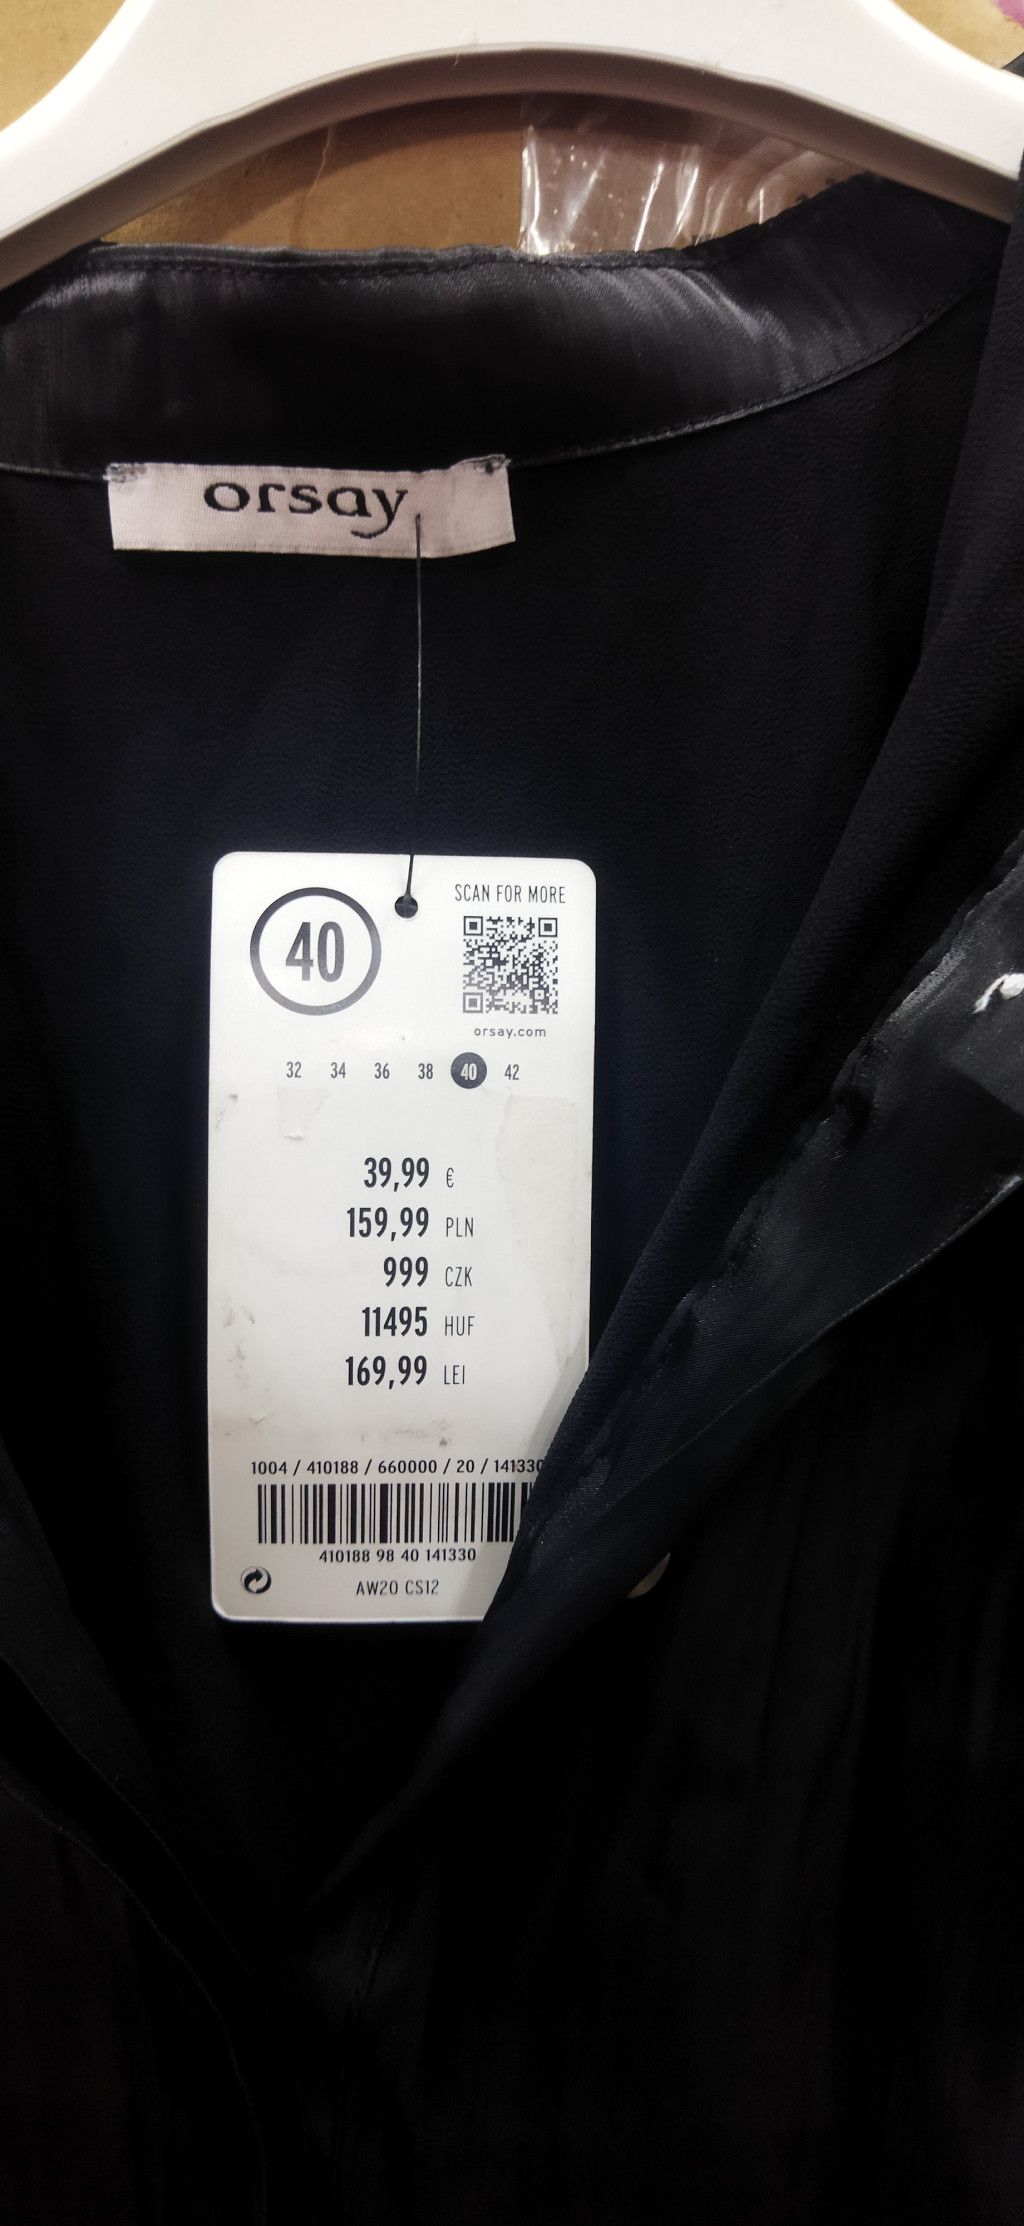 orsay
40
SCAN FOR MORE
orsay.com
32 34 36 38 40 42
39,99 €
159,99 PLN
999 CZK
11495 HUF
169,99 LEI
1004 / 410188 / 660000 / 20 / 141330
410188 98 40 141330
AW20 CS12